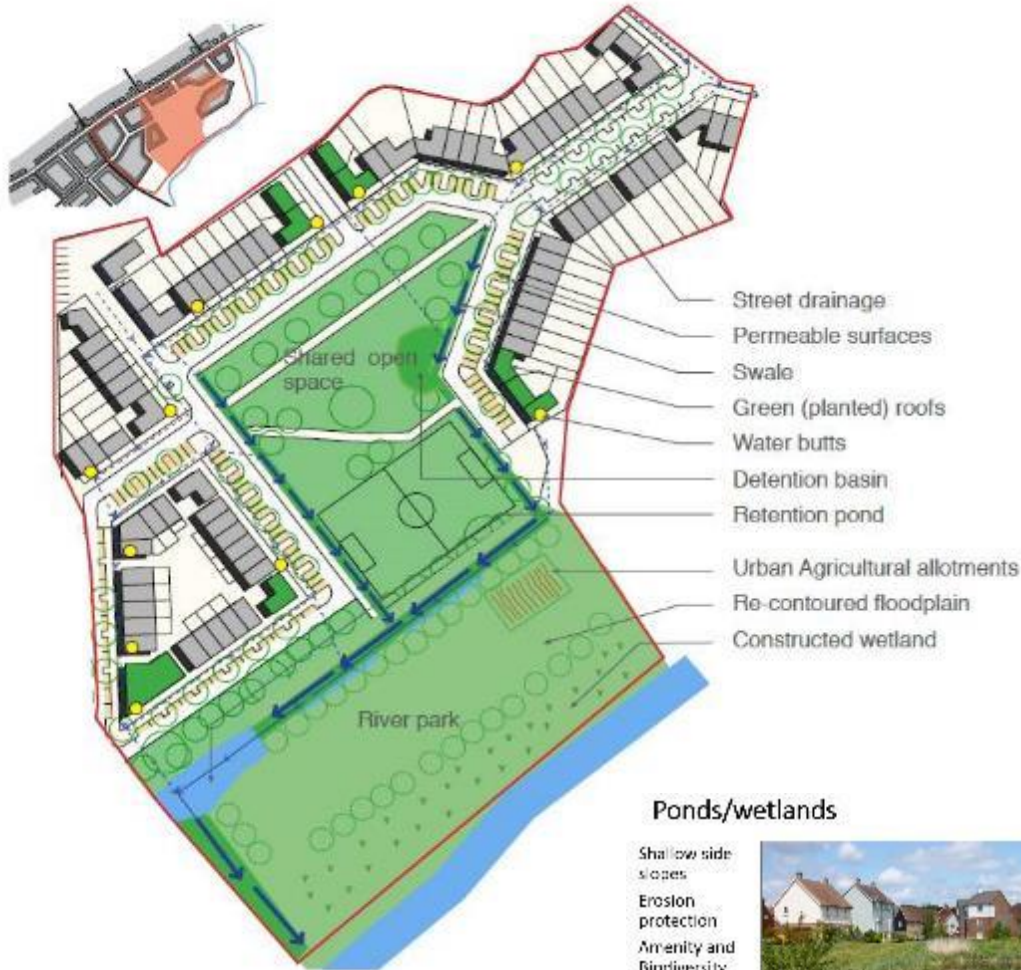 Shared open
space
Street drainage
Permeable surfaces
Swale
Green (planted) roofs
Water butts
Detention basin
Retention pond
Urban Agricultural allotments
Re-contoured floodplain
Constructed wetland
River park
Ponds/wetlands
Shallow side
slopes
Erosion
protection
Amenity and
Biodiversity